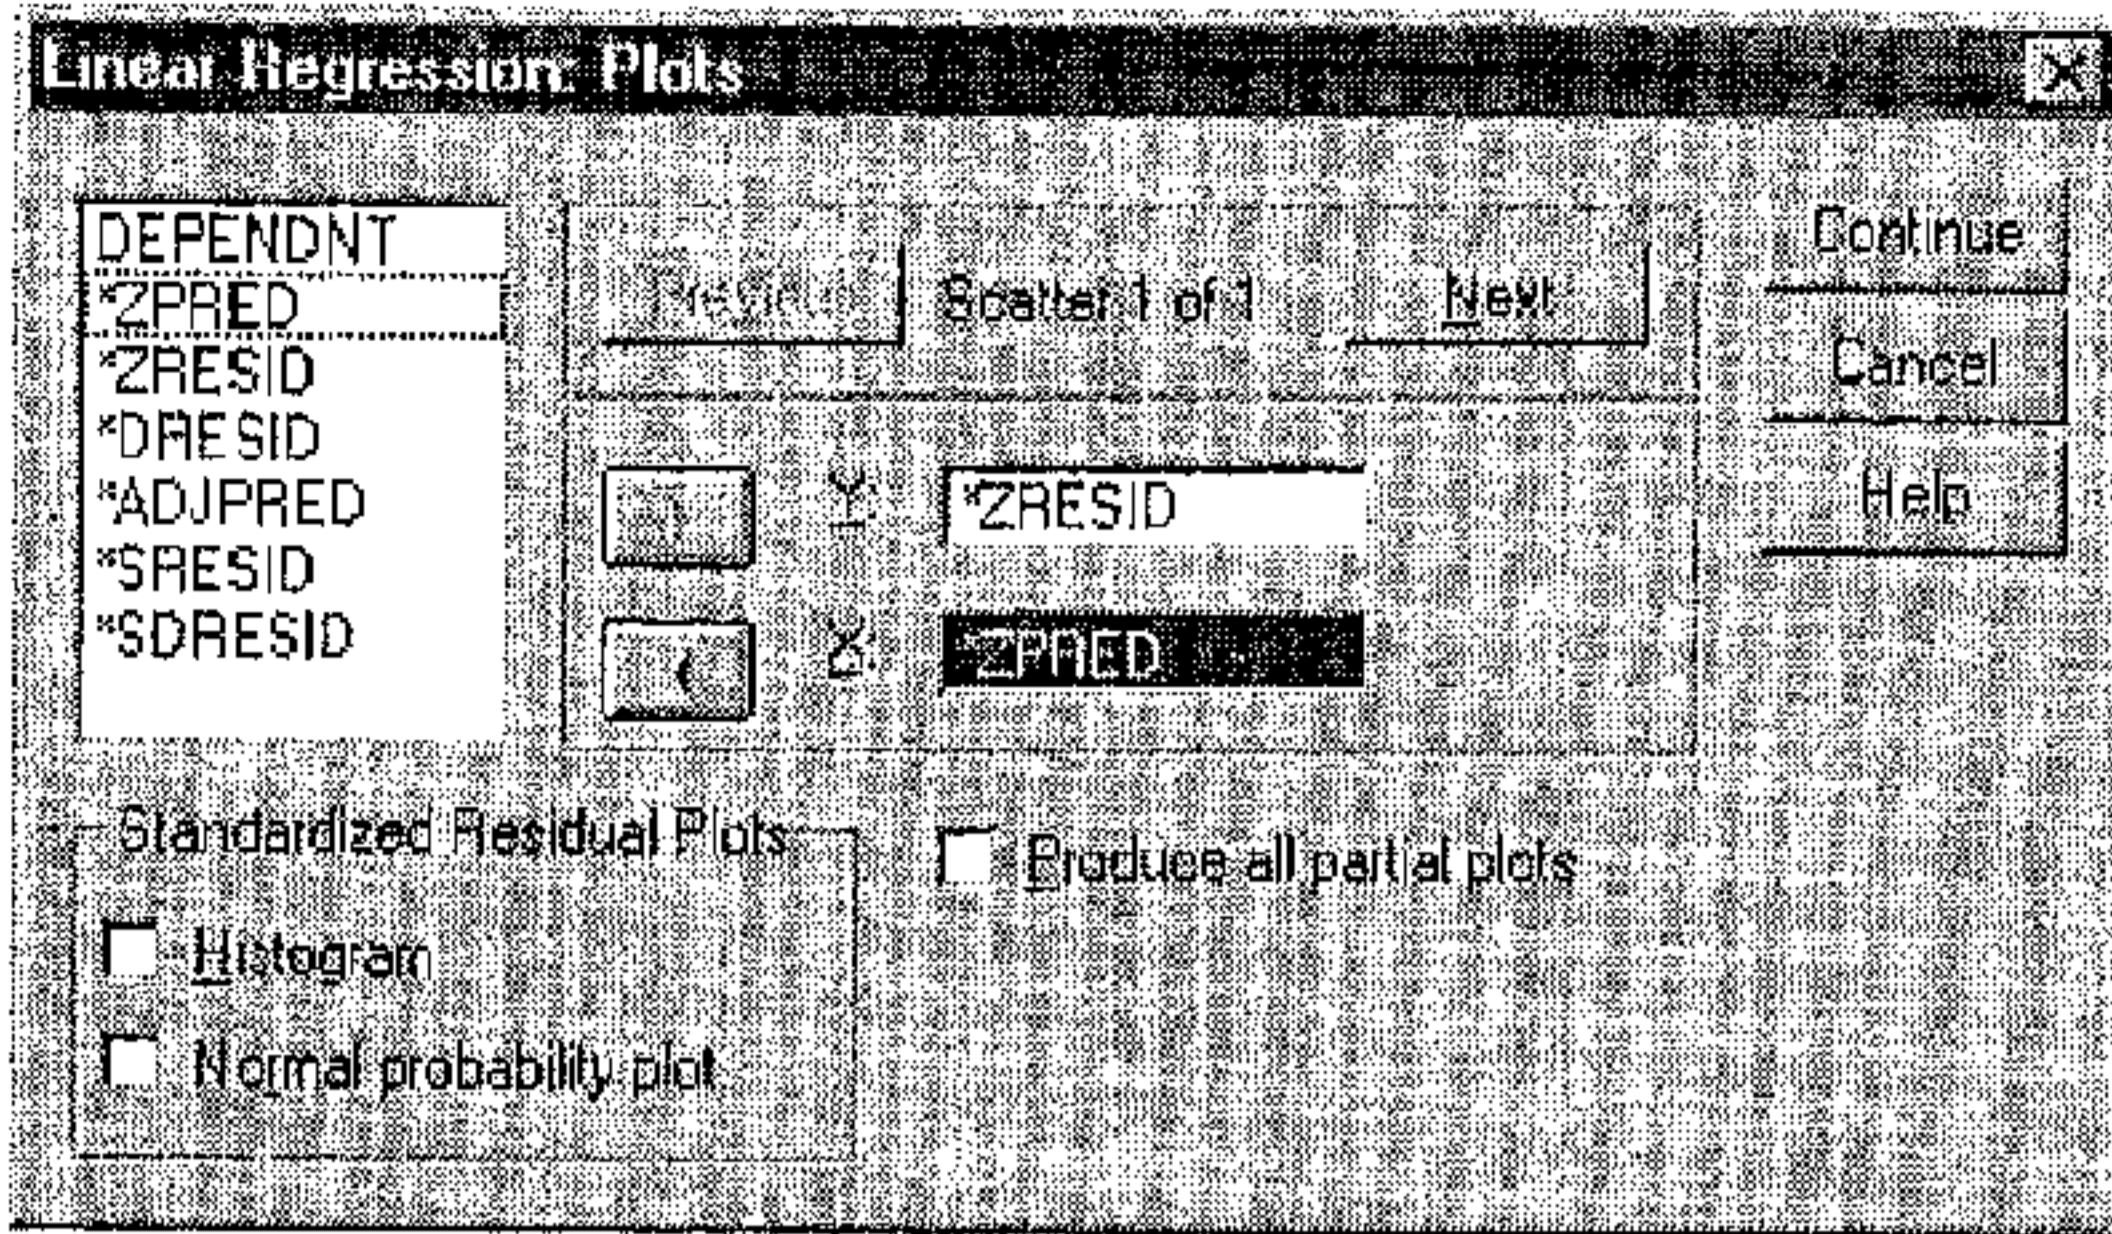 Linear Regression: Plots
DEPENDNT
*ZPRED
*ZRESID
*DRESID
*ADJPRED
*SRESID
*SDRESID
Scatter 1 of 1
Next
Y:
*ZRESID
X:
*ZPRED
Continue
Cancel
Help
Standardized Residual Plots
Histogram
Normal probability plot
Produce all partial plots